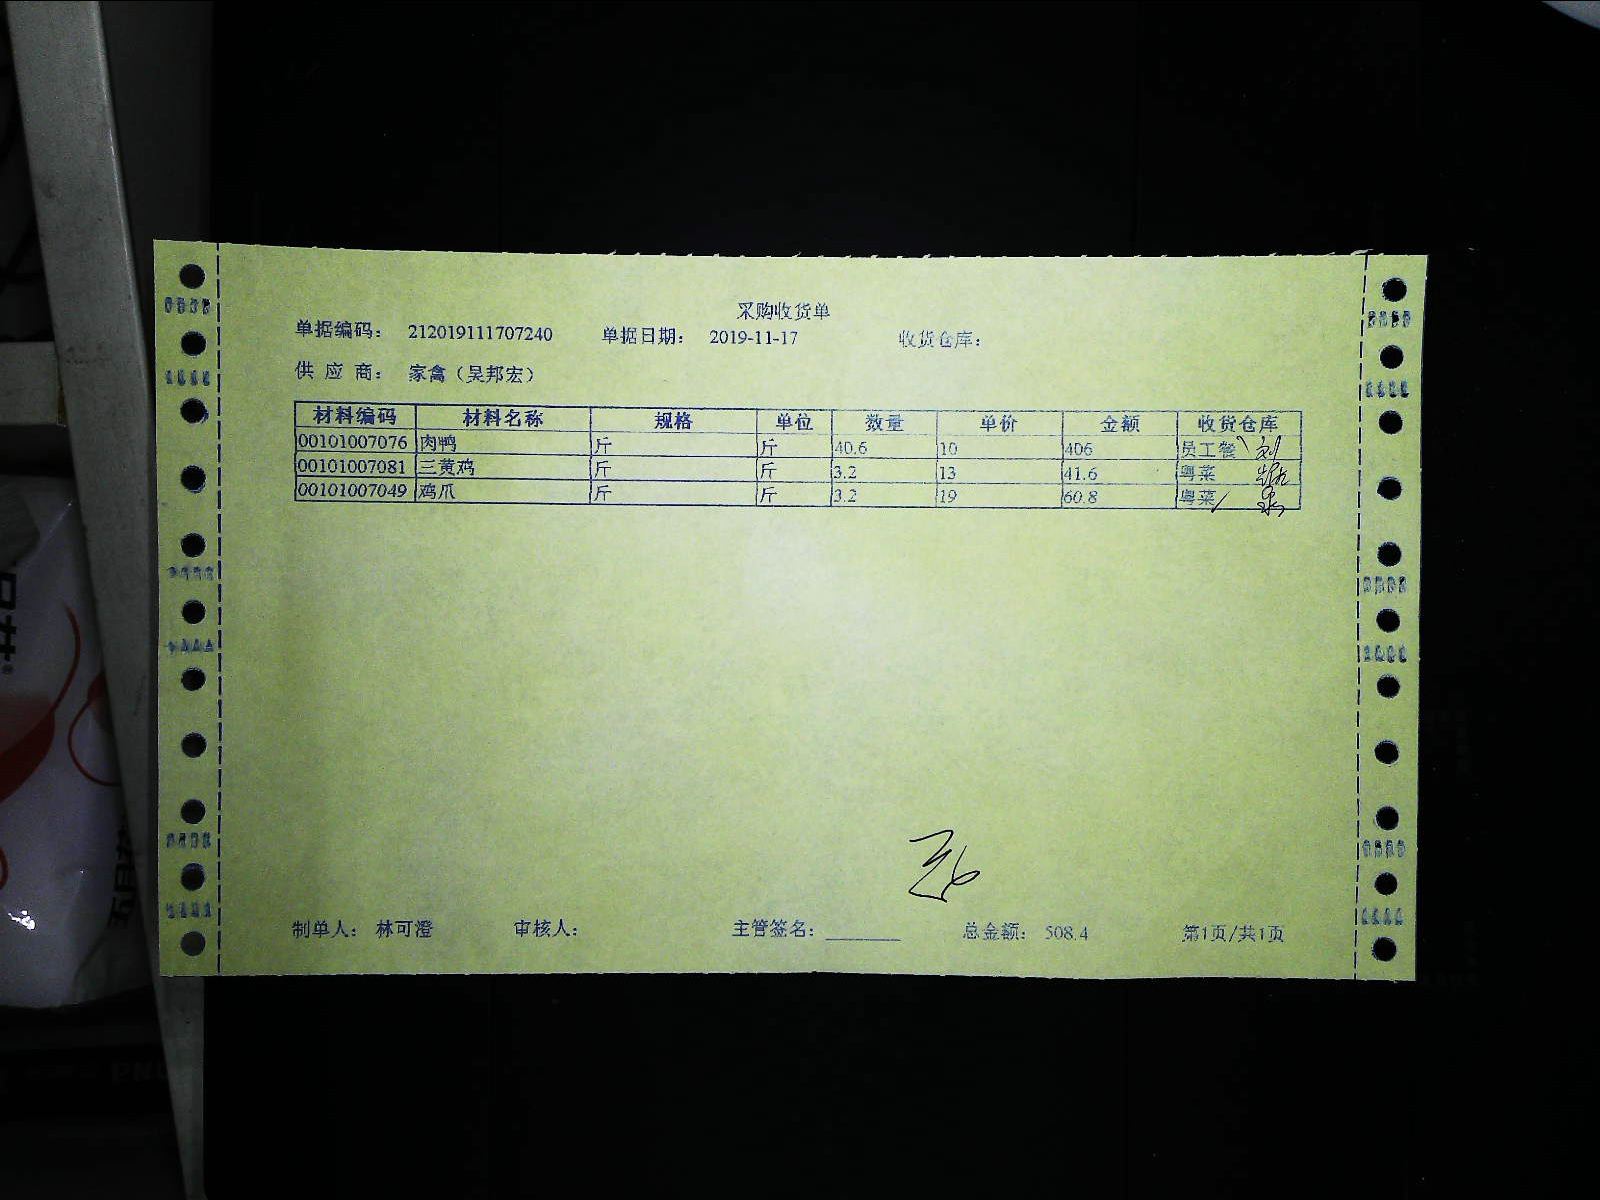 采购收货单
单据编码： 212019111707240 单据日期： 2019-11-17 收货仓库：
供 应 商： 家禽（吴邦宏）
材料编码 材料名称 规格 单位 数量 单价 金额 收货仓库
00101007076 肉鸭 斤 斤 40.6 10 406 员工餐
00101007081 三黄鸡 斤 斤 3.2 13 41.6 粤菜
00101007049 鸡爪 斤 斤 3.2 19 60.8 粤菜
制单人： 林可澄 审核人： 主管签名： 总金额： 508.4 第1页/共1页